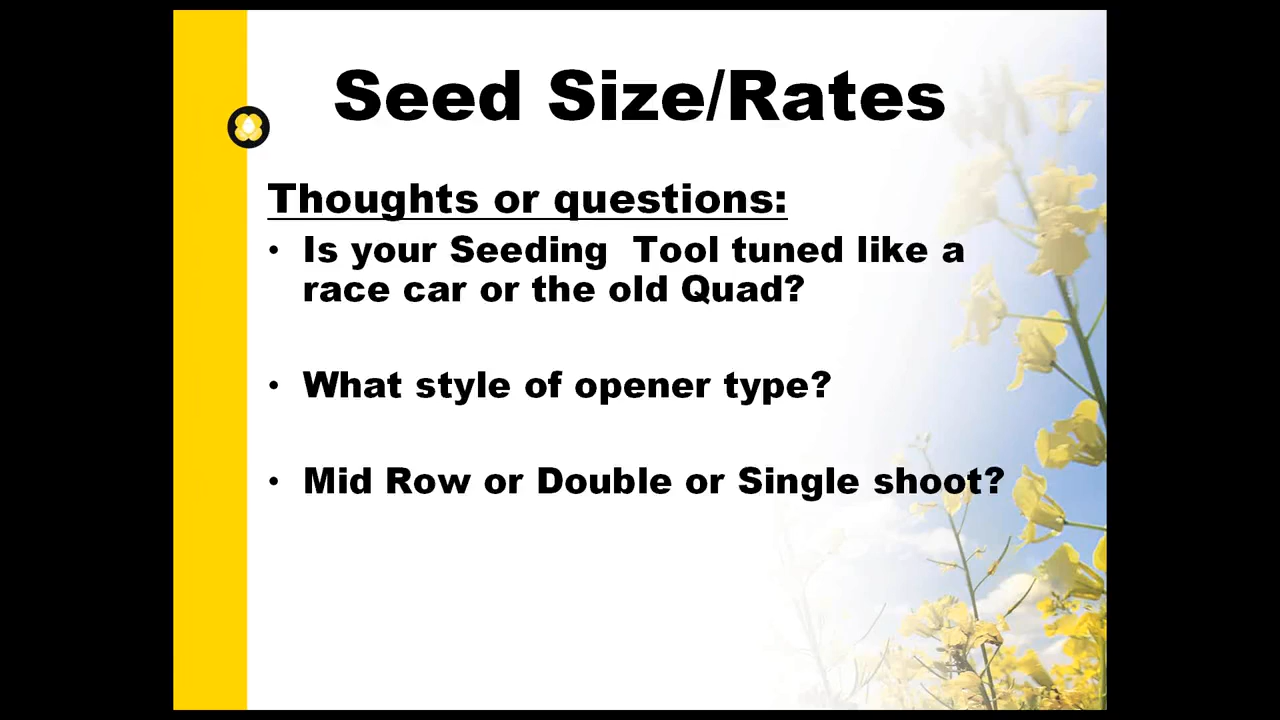 Seed Size/Rates
Thoughts or questions:
• Is your Seeding  Tool tuned like a
race car or the old Quad?
• What style of opener type?
• Mid Row or Double or Single shoot?